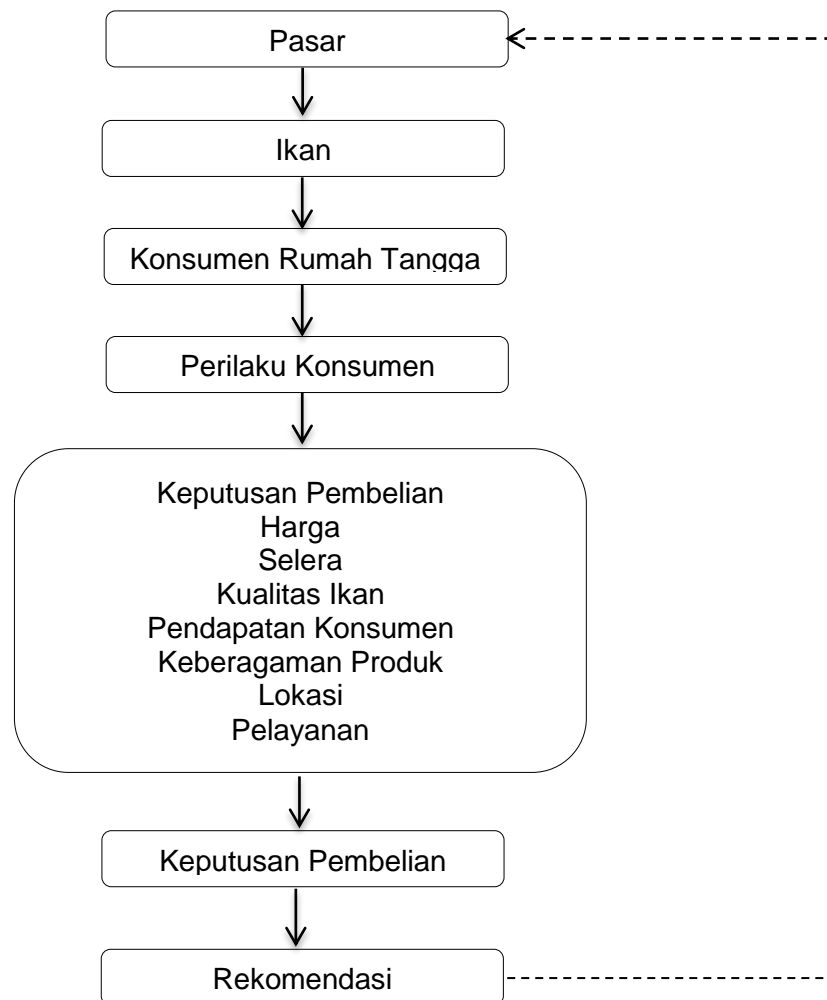 Pasar
Ikan
Konsumen Rumah Tangga
Perilaku Konsumen
Keputusan Pembelian
Harga
Selera
Kualitas Ikan
Pendapatan Konsumen
Keberagaman Produk
Lokasi
Pelayanan
Keputusan Pembelian
Rekomendasi